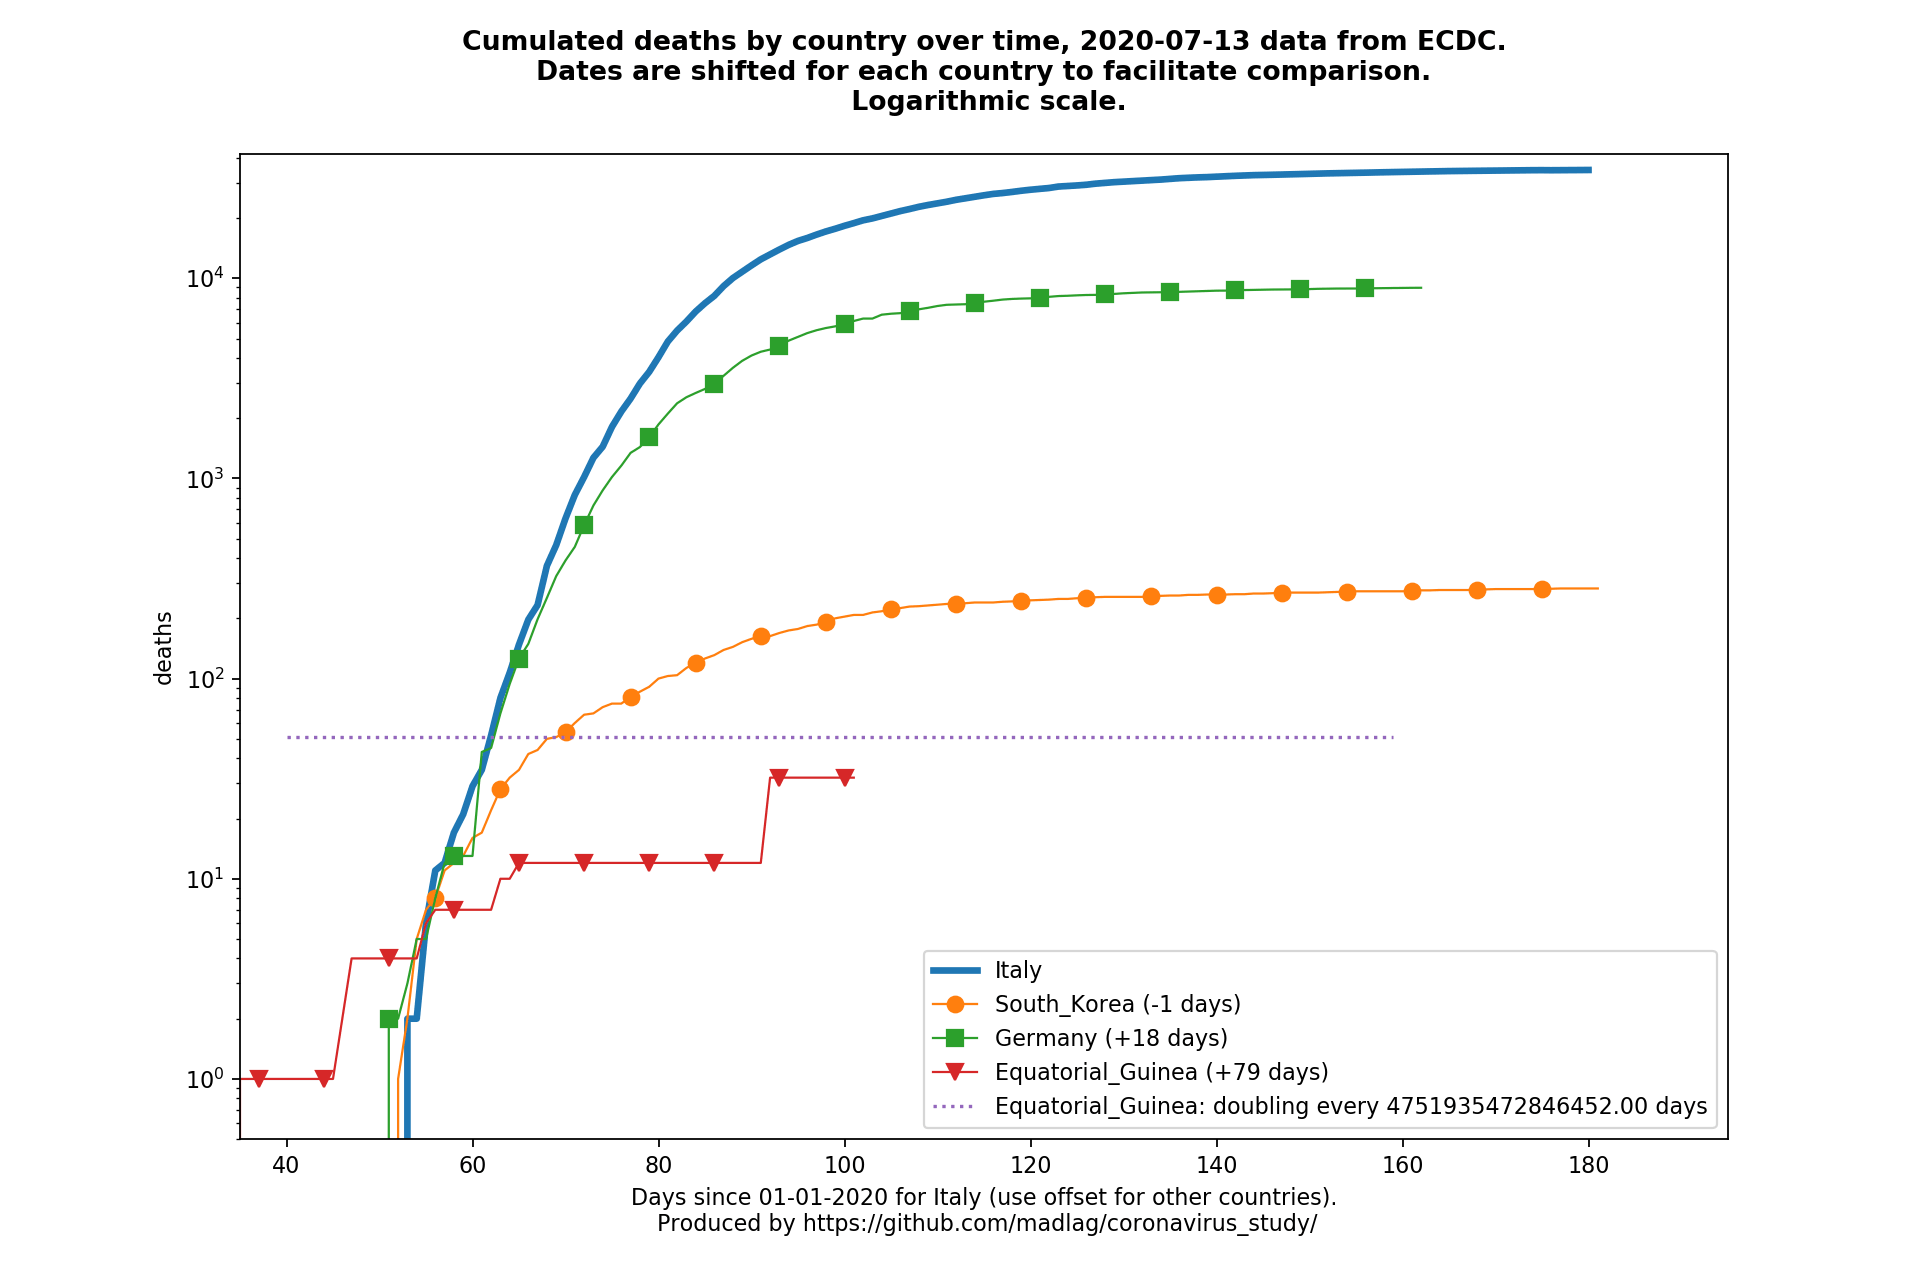 Cumulated deaths by country over time, 2020-07-13 data from ECDC.
Dates are shifted for each country to facilitate comparison.
Logarithmic scale.
deaths
10^4
10^3
10^2
10^1
10^0
Italy
South_Korea (-1 days)
Germany (+18 days)
Equatorial_Guinea (+79 days)
Equatorial_Guinea: doubling every 4751935472846452.00 days
40 60 80 100 120 140 160 180
Days since 01-01-2020 for Italy (use offset for other countries).
Produced by https://github.com/madlag/coronavirus_study/